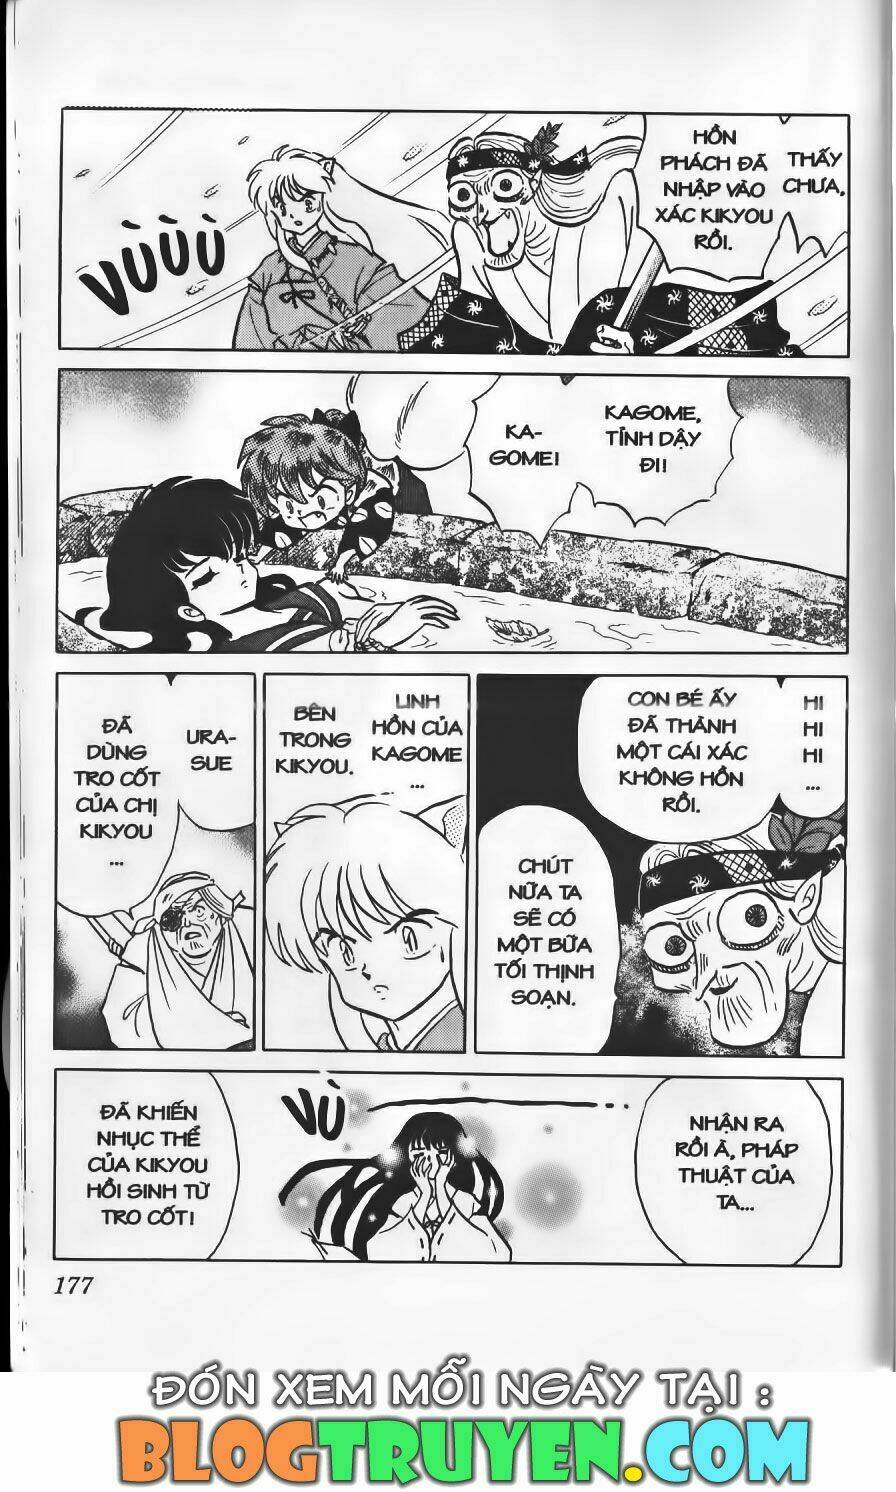 THẤY
CHƯA,
HỒN
PHÁCH ĐÃ
NHẬP VÀO
XÁC KIKYOU
RỒI.
VÙÙÙ
KAGOME,
TỈNH DẬY
ĐI!
KA-
GOME!
HI
HI
HI
...
CON BÉ ẤY
ĐÃ THÀNH
MỘT CÁI XÁC
KHÔNG HỒN
RỒI.
CHÚT
NỮA TA
SẼ CÓ
MỘT BỮA
TỐI THỊNH
SOẠN.
LINH
HỒN CỦA
KAGOME
...
BÊN
TRONG
KIKYOU.
URA-
SUE
ĐÃ
DÙNG
TRO CỐT
CỦA CHỊ
KIKYOU
...
NHẬN RA
RỒI À, PHÁP
THUẬT CỦA
TA...
VÙ
ĐÃ KHIẾN
NHỤC THỂ
CỦA KIKYOU
HỒI SINH TỪ
TRO CỐT!
177
ĐÓN XEM MỖI NGÀY TẠI :
BLOGTRUYEN.COM